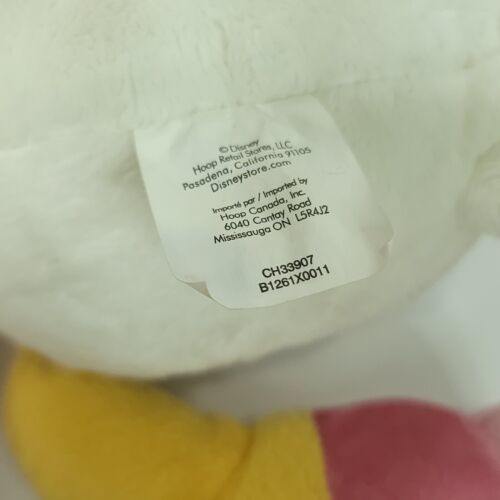 © Disney
Hoop Retail Stores, LLC
Pasadena, California 91105
Disneystore.com
Importé par / Imported by
Hoop Canada, Inc.
6040 Cantay Road
Mississauga ON L5R4J2
CH33907
B1261X0011